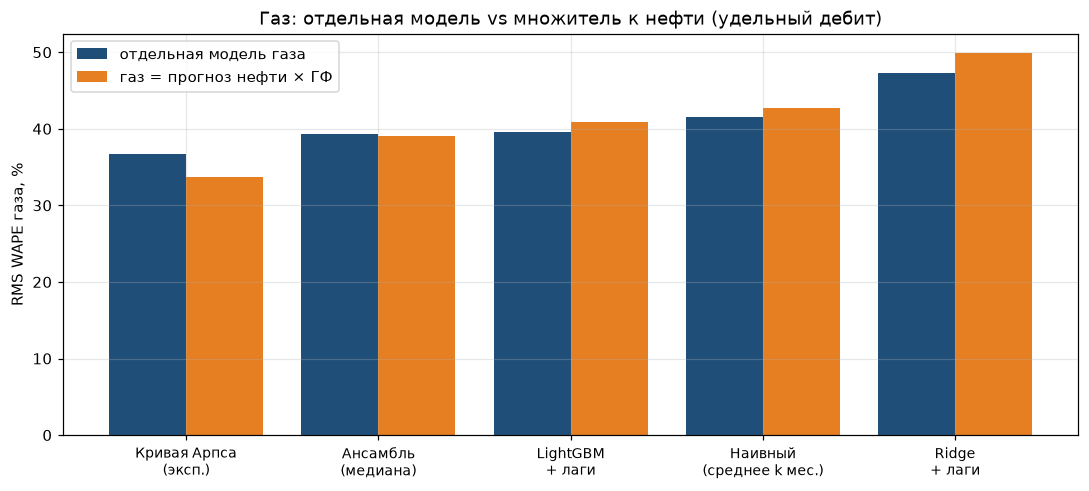 Газ: отдельная модель vs множитель к нефти (удельный дебит)
отдельная модель газа
газ = прогноз нефти × ГФ
RMS WAPE газа, %
50
40
30
20
10
0
Кривая Арпса
(эксп.)
Ансамбль
(медиана)
LightGBM
+ лаги
Наивный
(среднее k мес.)
Ridge
+ лаги